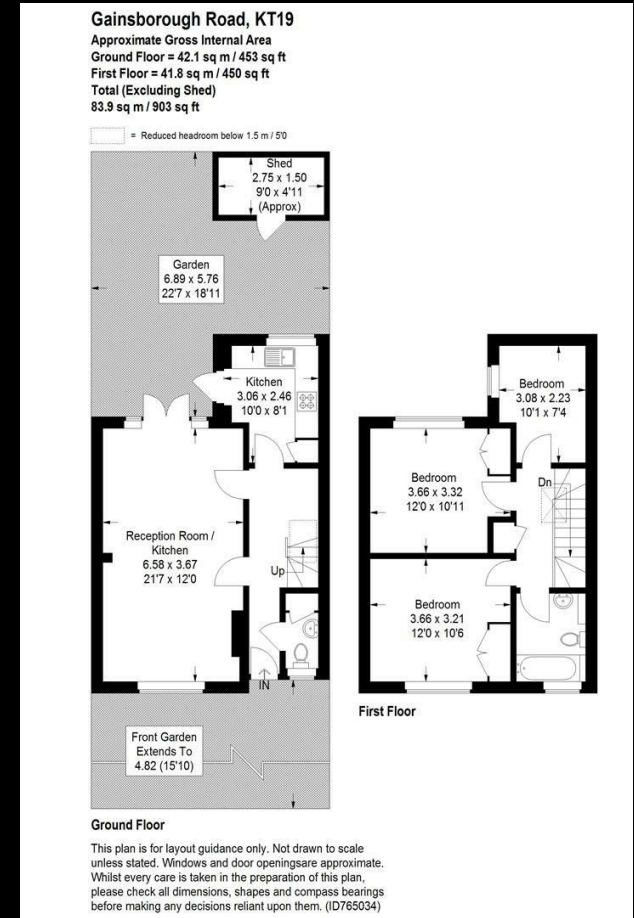 Gainsborough Road, KT19
Approximate Gross Internal Area
Ground Floor = 42.1 sq m / 453 sq ft
First Floor = 41.8 sq m / 450 sq ft
Total (Excluding Shed)
83.9 sq m / 903 sq ft
= Reduced headroom below 1.5 m / 5'0
Shed
2.75 x 1.50
9'0 x 4'11
(Approx)
Garden
6.89 x 5.76
22'7 x 18'11
Kitchen
3.06 x 2.46
10'0 x 8'1
Bedroom
3.08 x 2.23
10'1 x 7'4
Bedroom
3.66 x 3.32
12'0 x 10'11
Dn
Reception Room /
Kitchen
6.58 x 3.67
21'7 x 12'0
Up
Bedroom
3.66 x 3.21
12'0 x 10'6
IN
First Floor
Front Garden
Extends To
4.82 (15'10)
Ground Floor
This plan is for layout guidance only. Not drawn to scale
unless stated. Windows and door openingsare approximate.
Whilst every care is taken in the preparation of this plan,
please check all dimensions, shapes and compass bearings
before making any decisions reliant upon them. (ID765034)